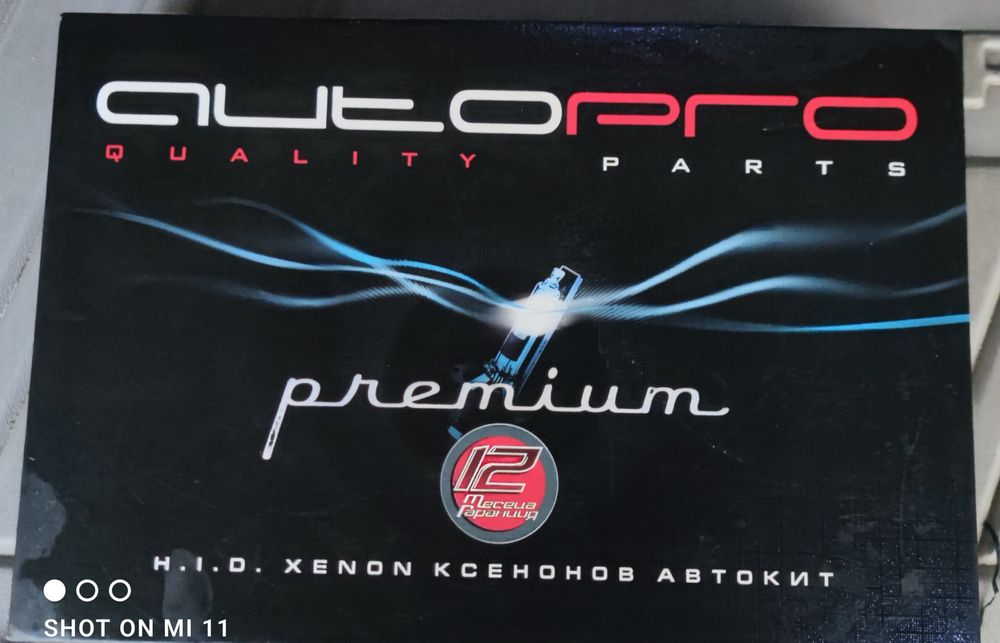 autopro
QUALITY PARTS
premium
12
Месеца
Гаранция
H.I.D. XENON КСЕНОНОВ АВТОКИТ
SHOT ON MI 11